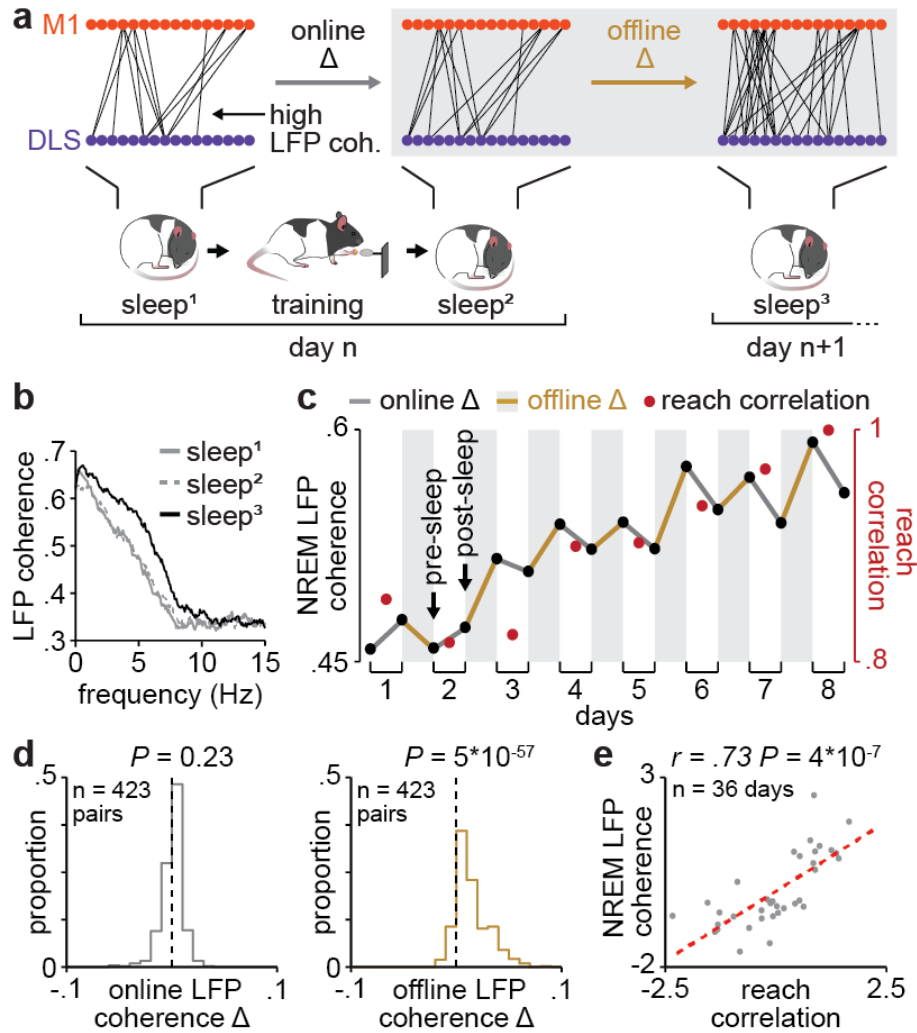 a
M1
online
Δ
offline
Δ
high
LFP coh.
DLS
sleep¹
training
sleep²
sleep³
day n
day n+1
b
sleep¹
sleep²
sleep³
.7
.6
.5
.4
.3
LFP coherence
0
5
10
15
frequency (Hz)
c
online Δ
offline Δ
reach correlation
.6
.45
NREM LFP
coherence
pre-sleep
post-sleep
1
.8
reach
correlation
1
2
3
4
5
6
7
8
days
d
P = 0.23
.5
0
proportion
n = 423
pairs
-.1
.1
online LFP
coherence Δ
P = 5*10-57
.5
0
proportion
n = 423
pairs
-.1
.1
offline LFP
coherence Δ
e
r = .73 P = 4*10-7
n = 36 days
3
-2
NREM LFP
coherence
-2.5
2.5
reach
correlation